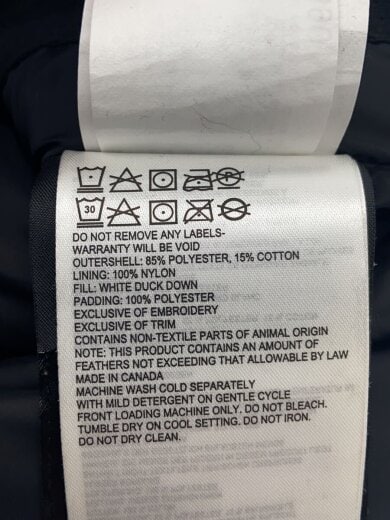 P
30
DO NOT REMOVE ANY LABELS-
WARRANTY WILL BE VOID
OUTERSHELL: 85% POLYESTER, 15% COTTON
LINING: 100% NYLON
FILL: WHITE DUCK DOWN
PADDING: 100% POLYESTER
EXCLUSIVE OF EMBROIDERY
EXCLUSIVE OF TRIM
CONTAINS NON-TEXTILE PARTS OF ANIMAL ORIGIN
NOTE: THIS PRODUCT CONTAINS AN AMOUNT OF
FEATHERS NOT EXCEEDING THAT ALLOWABLE BY LAW
MADE IN CANADA
MACHINE WASH COLD SEPARATELY
WITH MILD DETERGENT ON GENTLE CYCLE
FRONT LOADING MACHINE ONLY. DO NOT BLEACH.
TUMBLE DRY ON COOL SETTING. DO NOT IRON.
DO NOT DRY CLEAN.